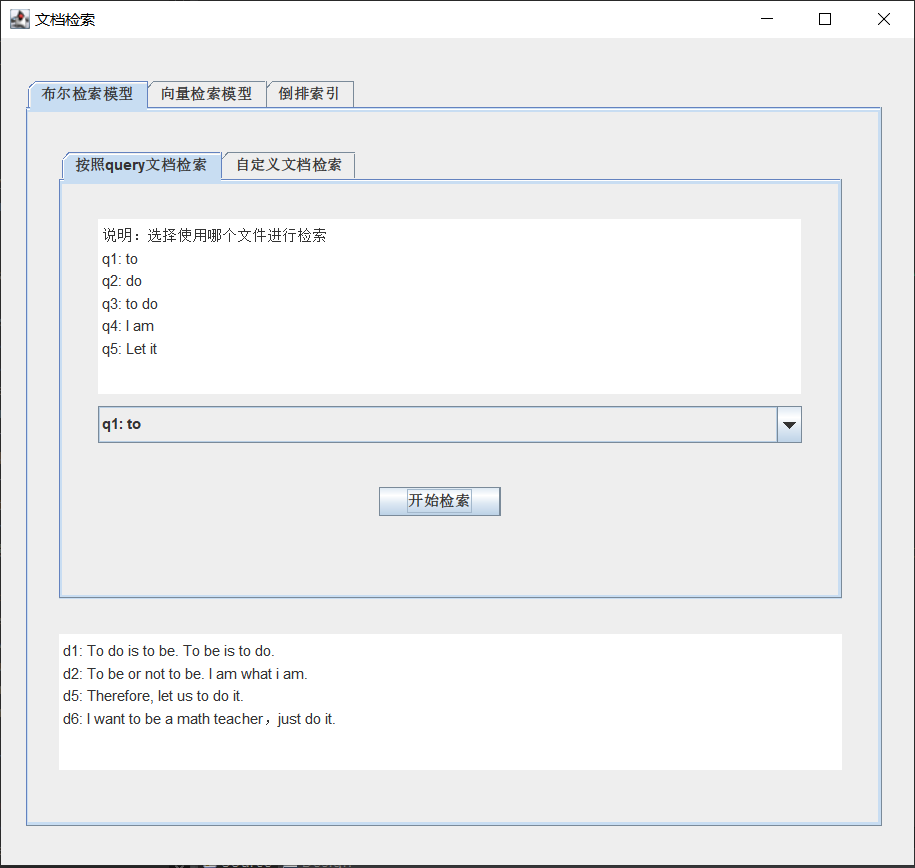 文档检索
布尔检索模型 向量检索模型 倒排索引
按照query文档检索 自定义文档检索
说明：选择使用哪个文件进行检索
q1: to
q2: do
q3: to do
q4: I am
q5: Let it
q1: to
开始检索
d1: To do is to be. To be is to do.
d2: To be or not to be. I am what i am.
d5: Therefore, let us to do it.
d6: I want to be a math teacher，just do it.